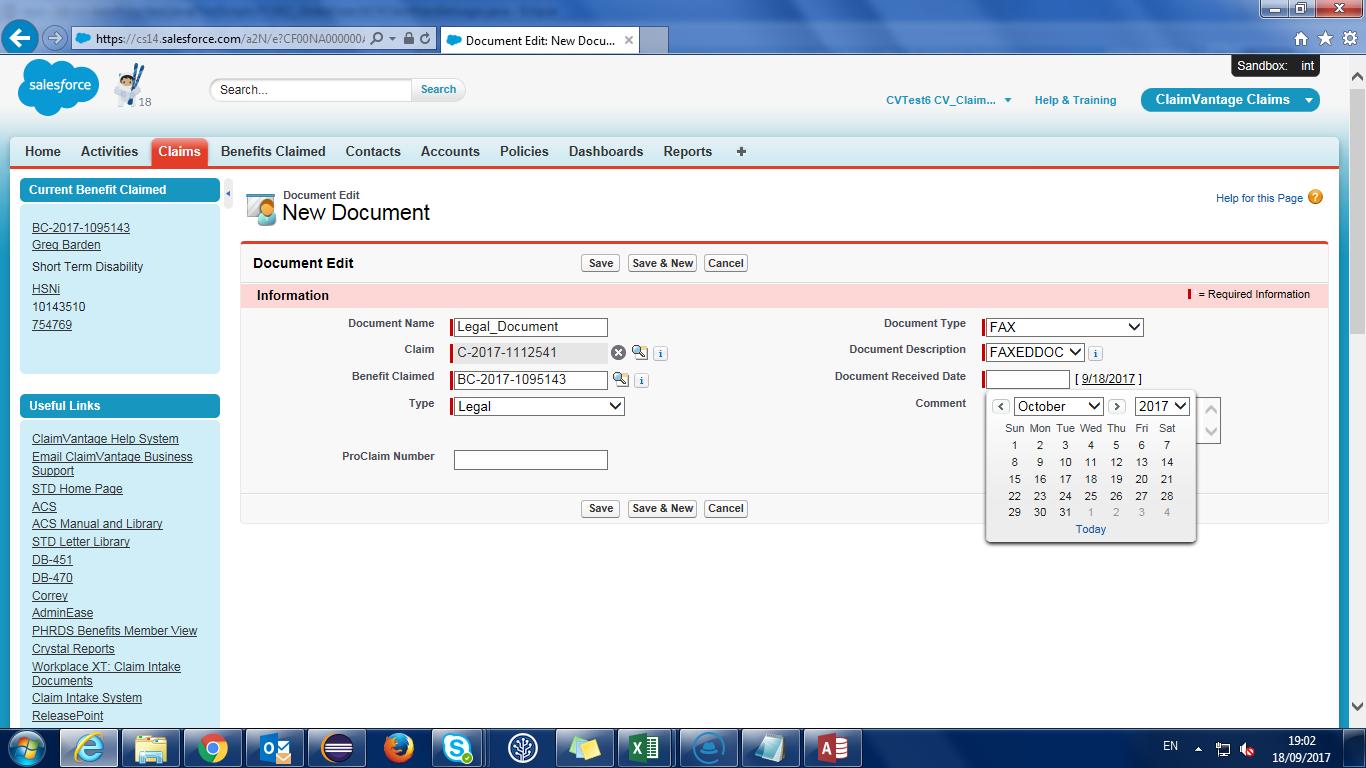 https://cs14.salesforce.com/a2N/e?CF00NA000000
Document Edit: New Docu...
Sandbox: int
salesforce
18
Search...
Search
CVTest6 CV_Claim...
Help & Training
ClaimVantage Claims
Home Activities Claims Benefits Claimed Contacts Accounts Policies Dashboards Reports +
Current Benefit Claimed
BC-2017-1095143
Greg Barden
Short Term Disability
HSNi
10143510
754769
Useful Links
ClaimVantage Help System
Email ClaimVantage Business
Support
STD Home Page
ACS
ACS Manual and Library
STD Letter Library
DB-451
DB-470
Correy
AdminEase
PHRDS Benefits Member View
Crystal Reports
Workplace XT: Claim Intake
Documents
Claim Intake System
ReleasePoint
Document Edit
New Document
Help for this Page
Document Edit
Save Save & New Cancel
Information
= Required Information
Document Name Legal_Document
Document Type FAX
Claim C-2017-1112541
Document Description FAXEDDOC
Benefit Claimed BC-2017-1095143
Document Received Date [ 9/18/2017 ]
Type Legal
Comment
October 2017
Sun Mon Tue Wed Thu Fri Sat
1 2 3 4 5 6 7
8 9 10 11 12 13 14
15 16 17 18 19 20 21
22 23 24 25 26 27 28
29 30 31 1 2 3 4
Today
ProClaim Number
Save Save & New Cancel
EN
19:02
18/09/2017